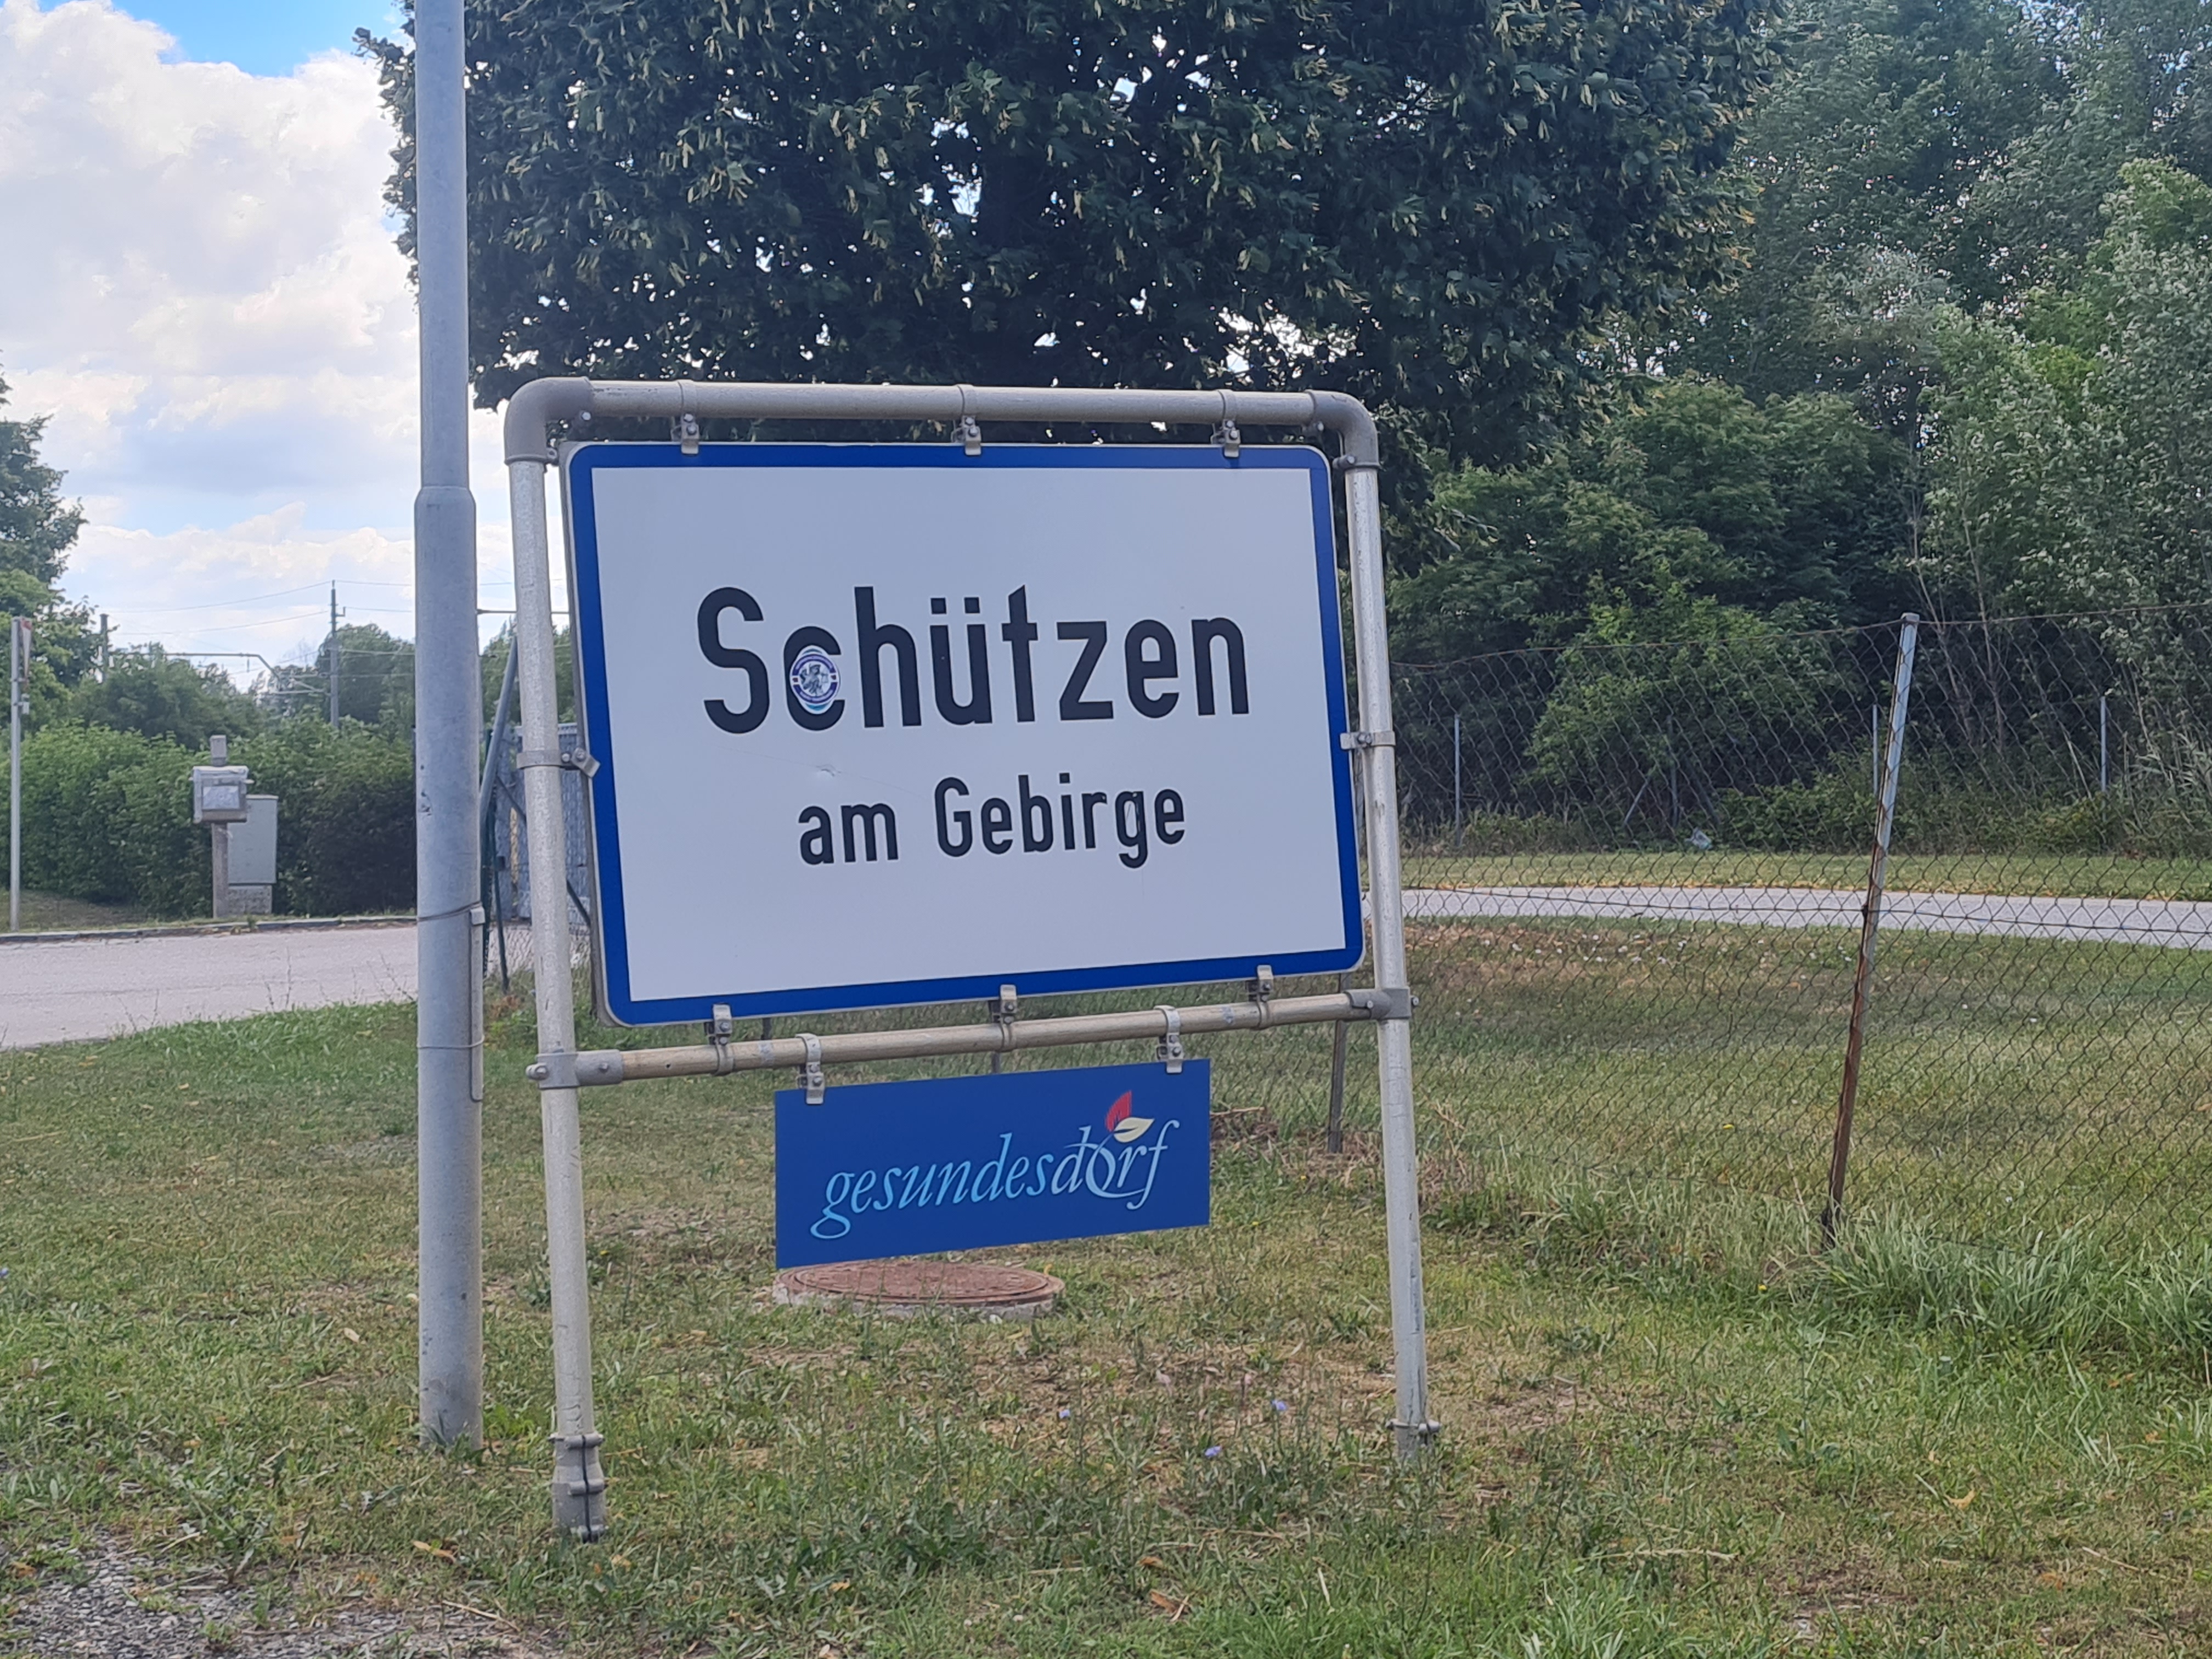 Schützen
am Gebirge
gesundesdorf